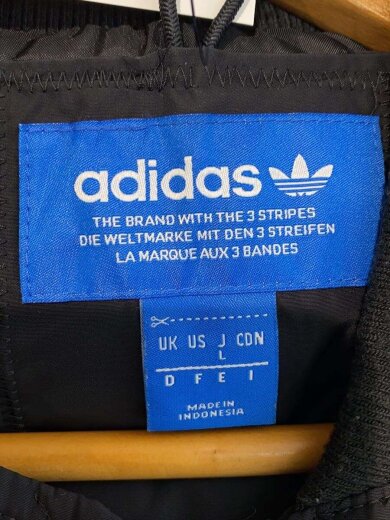 adidas
THE BRAND WITH THE 3 STRIPES
DIE WELTMARKE MIT DEN 3 STREIFEN
LA MARQUE AUX 3 BANDES
UK US J CDN
L
D F E I
MADE IN
INDONESIA